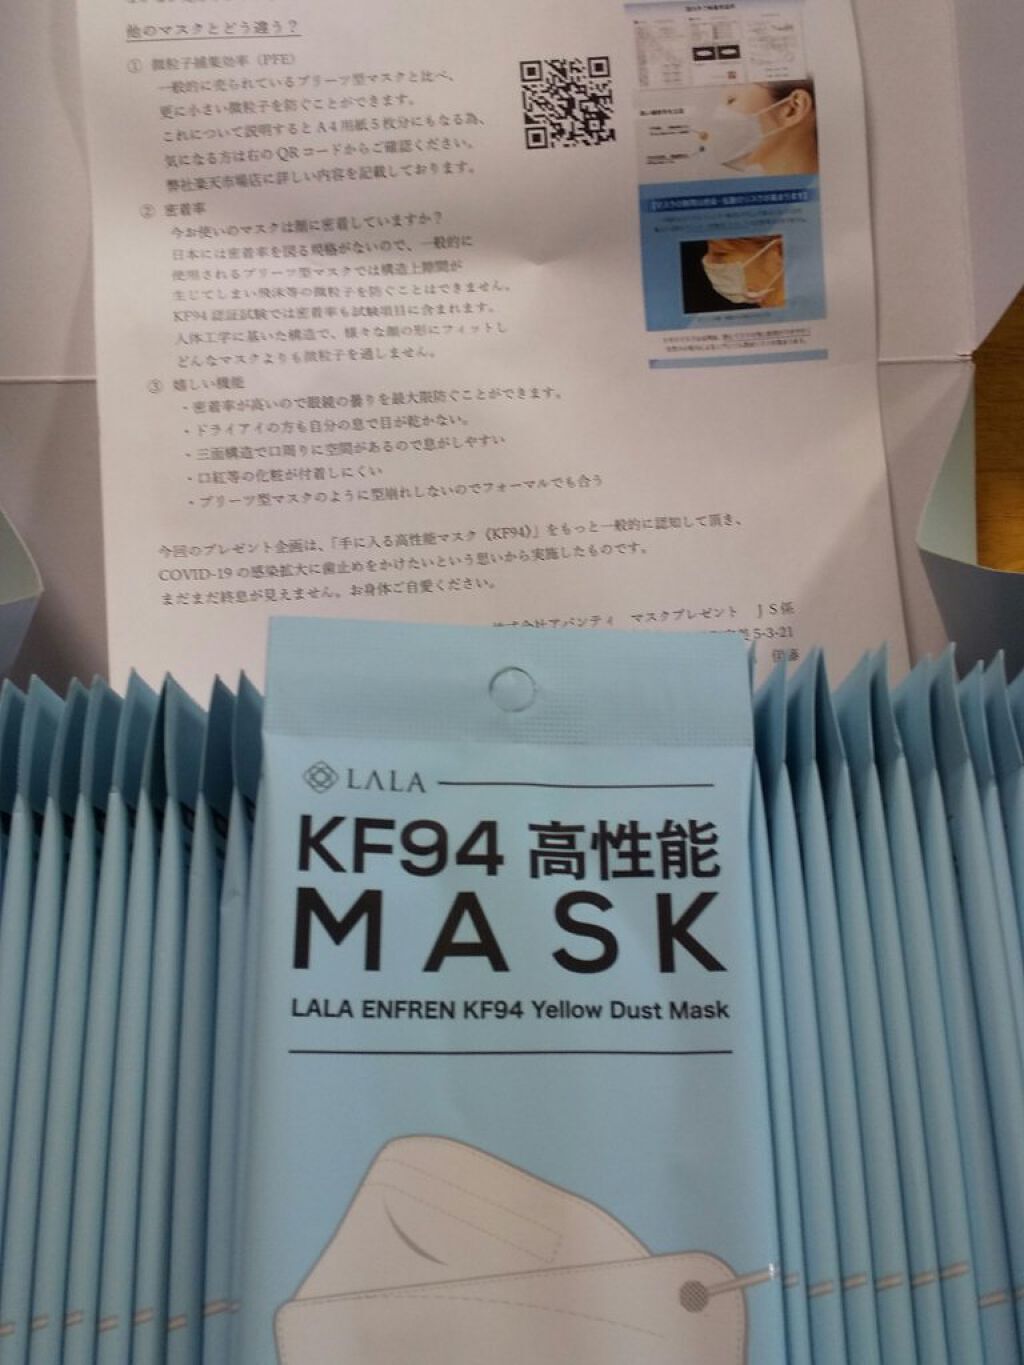 他のマスクとどう違う？
① 微粒子捕集効率（PFE）
一般的に売られているプリーツ型マスクと比べ、
更に小さい微粒子を防ぐことができます。
これについて説明するとA4用紙5枚分にもなる為、
気になる方は右のQRコードからご確認ください。
弊社楽天市場店に詳しい内容を記載しております。
② 密着率
今お使いのマスクは顔に密着していますか？
日本には密着率を図る規格がないので、一般的に
使用されるプリーツ型マスクでは構造上隙間が
生じてしまい飛沫等の微粒子を防ぐことはできません。
KF94認証試験では密着率も試験項目に含まれます。
人体工学に基いた構造で、様々な顔の形にフィットし
どんなマスクよりも微粒子を通しません。
③ 嬉しい機能
・密着率が高いので眼鏡の曇りを最大限防ぐことができます。
・ドライアイの方も自分の息で目が乾かない。
・三面構造で口周りに空間があるので息がしやすい
・口紅等の化粧が付着しにくい
・プリーツ型マスクのように型崩れしないのでフォーマルでも合う
今回のプレゼント企画は、「手に入る高性能マスク《KF94》」をもっと一般的に認知して頂き、
COVID-19の感染拡大に歯止めをかけたいという思いから実施したものです。
まだまだ終息が見えません。お身体ご自愛ください。
株式会社アバンティ マスクプレゼント JS係
5-3-21
伊藤
LALA
KF94 高性能
MASK
LALA ENFREN KF94 Yellow Dust Mask